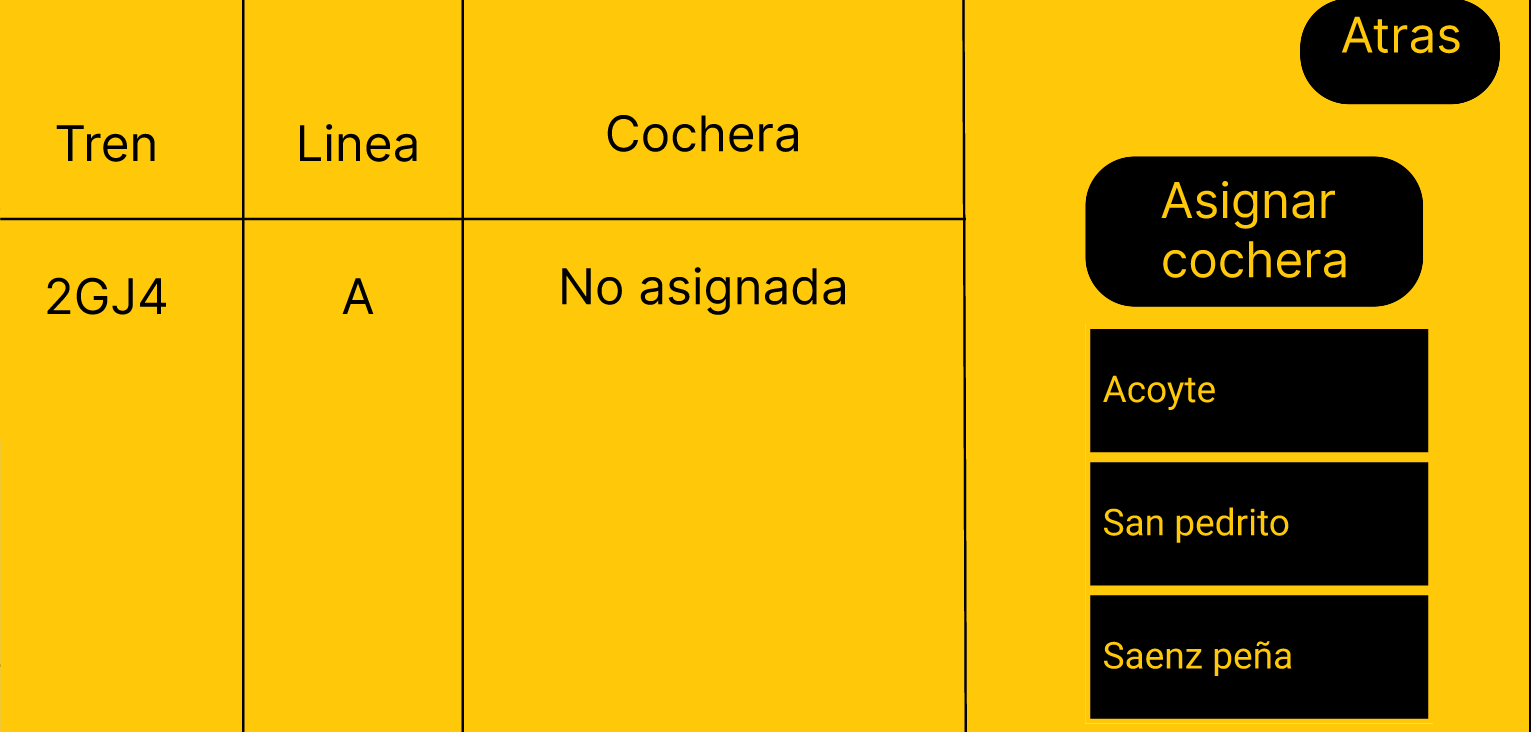 Atras
Tren
Linea
Cochera
Asignar
cochera
2GJ4
A
No asignada
Acoyte
San pedrito
Saenz peña